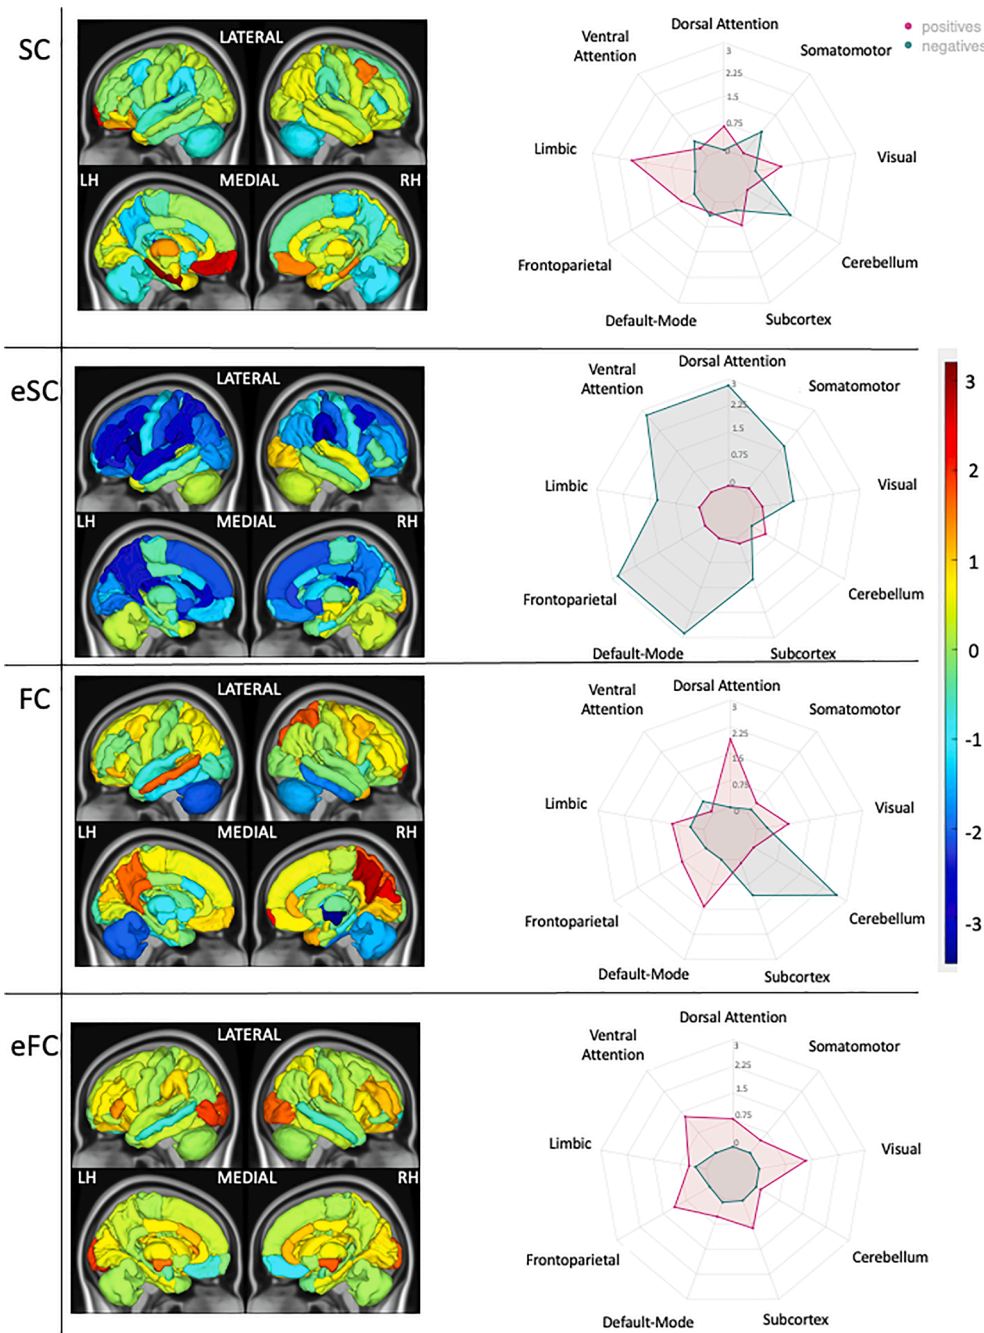 SC
LATERAL
LH
MEDIAL
RH
Dorsal Attention
Ventral
Attention
Somatomotor
positives
negatives
Limbic
Visual
Frontoparietal
Cerebellum
Default-Mode
Subcortex
3
2.25
1.5
0.75
0
eSC
LATERAL
LH
MEDIAL
RH
Dorsal Attention
Ventral
Attention
Somatomotor
Limbic
Visual
Frontoparietal
Cerebellum
Default-Mode
Subcortex
3
2.25
1.5
0.75
0
3
2
1
0
-1
-2
-3
FC
LATERAL
LH
MEDIAL
RH
Dorsal Attention
Ventral
Attention
Somatomotor
Limbic
Visual
Frontoparietal
Cerebellum
Default-Mode
Subcortex
3
2.25
1.5
0.75
0
eFC
LATERAL
LH
MEDIAL
RH
Dorsal Attention
Ventral
Attention
Somatomotor
Limbic
Visual
Frontoparietal
Cerebellum
Default-Mode
Subcortex
3
2.25
1.5
0.75
0